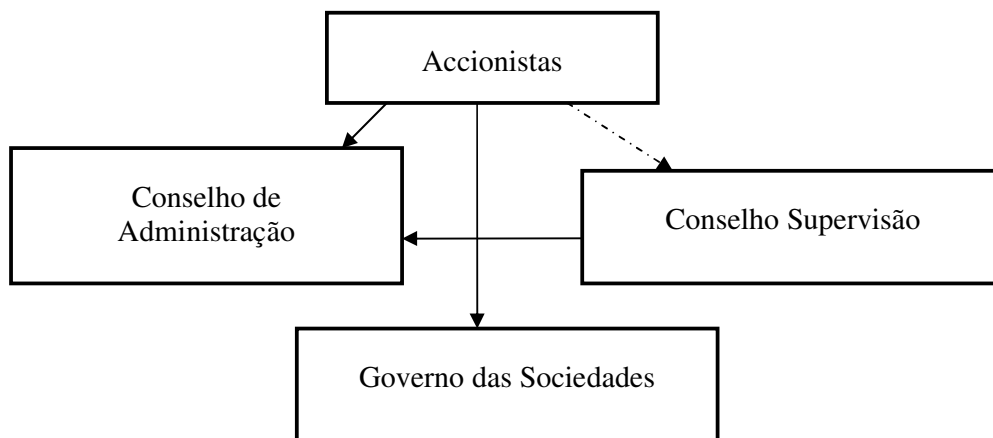 Accionistas
Conselho de
Administração
Conselho Supervisão
Governo das Sociedades